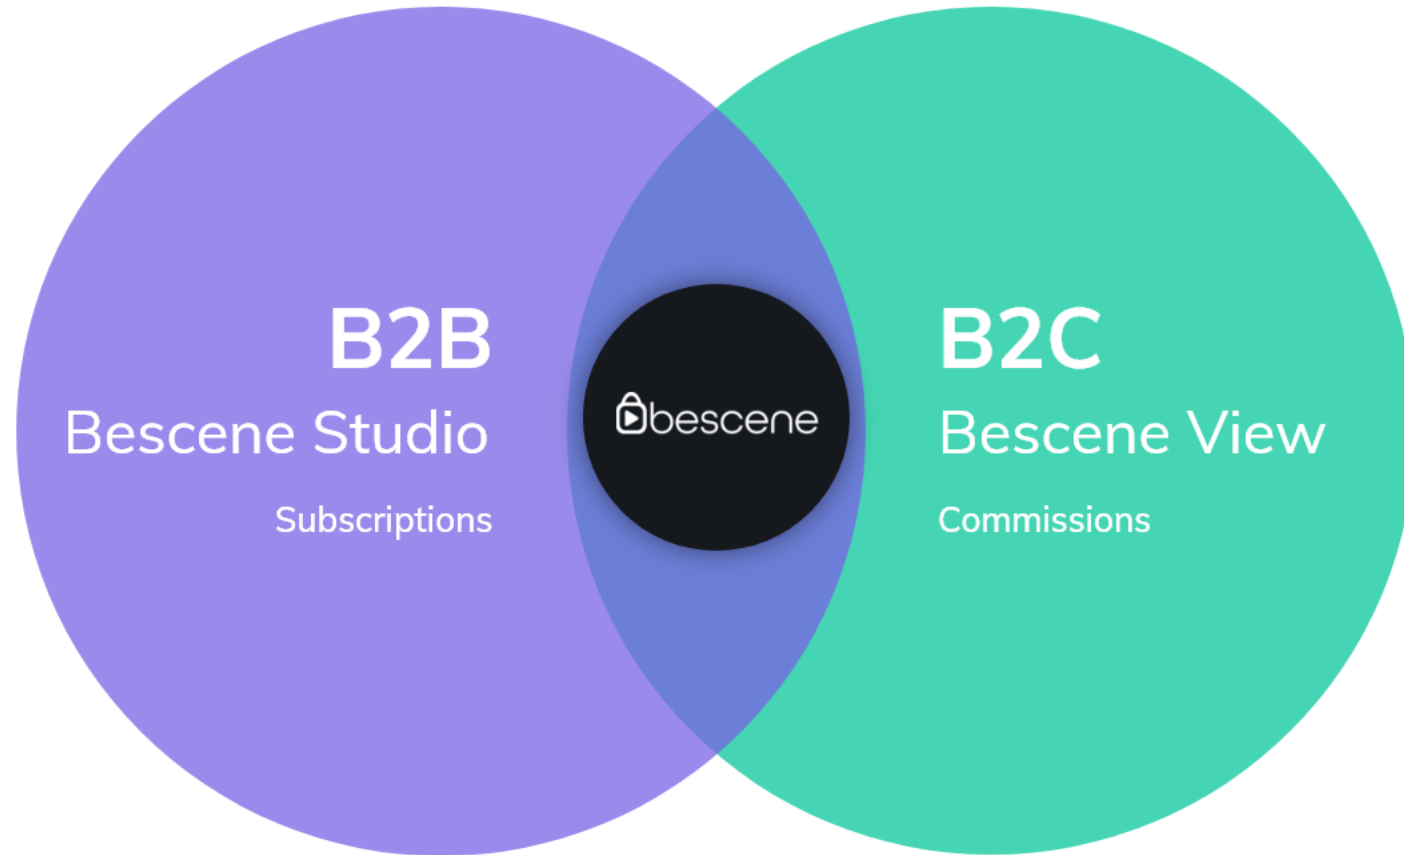 B2B
Bescene Studio
Subscriptions
bescene
B2C
Bescene View
Commissions